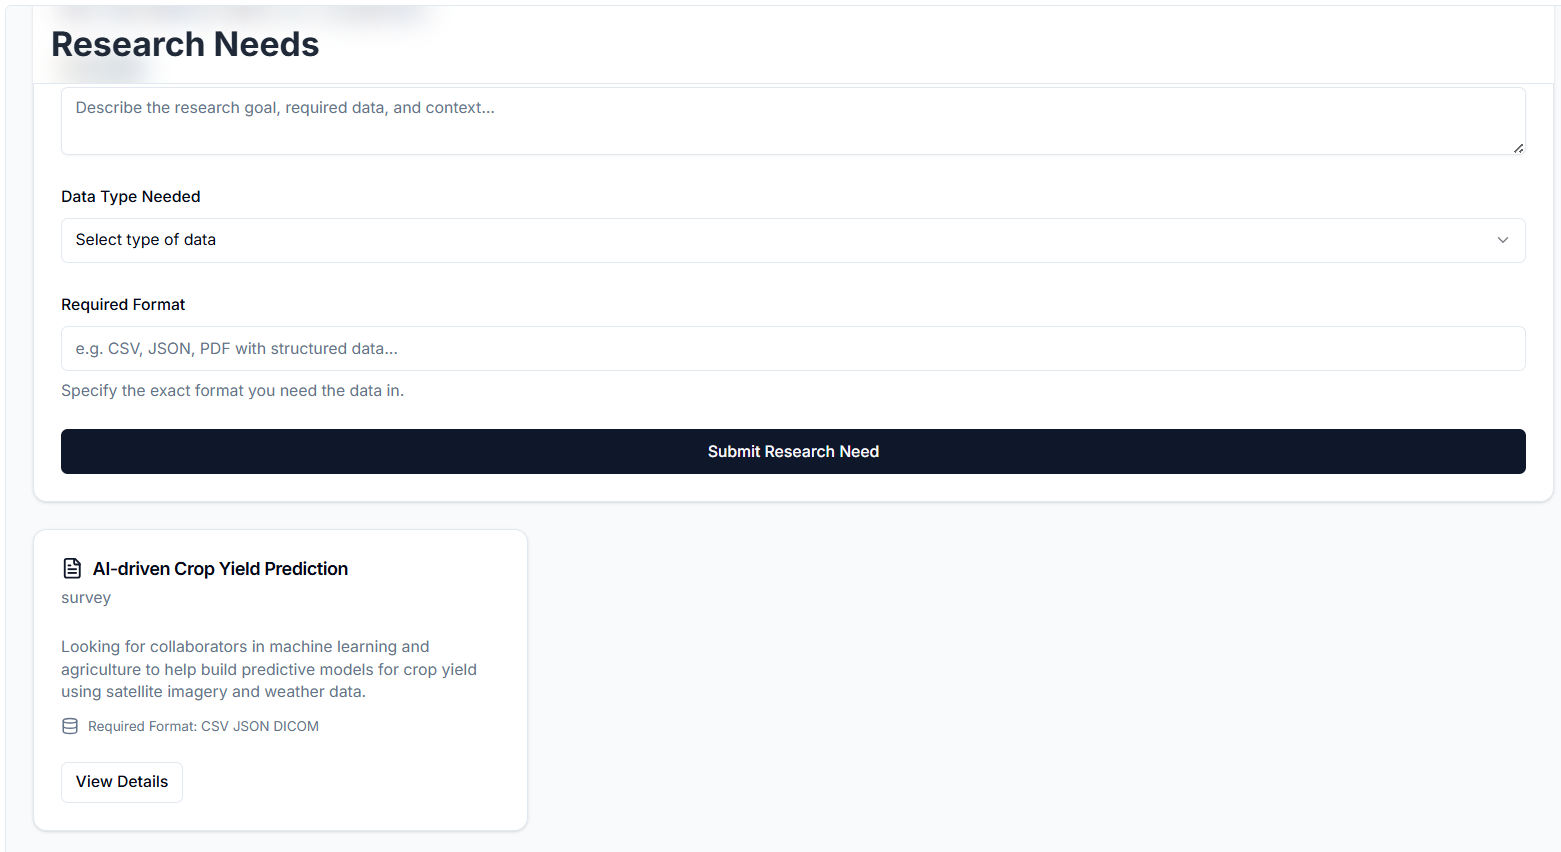 Research Needs
Describe the research goal, required data, and context...
Data Type Needed
Select type of data
Required Format
e.g. CSV, JSON, PDF with structured data...
Specify the exact format you need the data in.
Submit Research Need
AI-driven Crop Yield Prediction
survey
Looking for collaborators in machine learning and
agriculture to help build predictive models for crop yield
using satellite imagery and weather data.
Required Format: CSV JSON DICOM
View Details